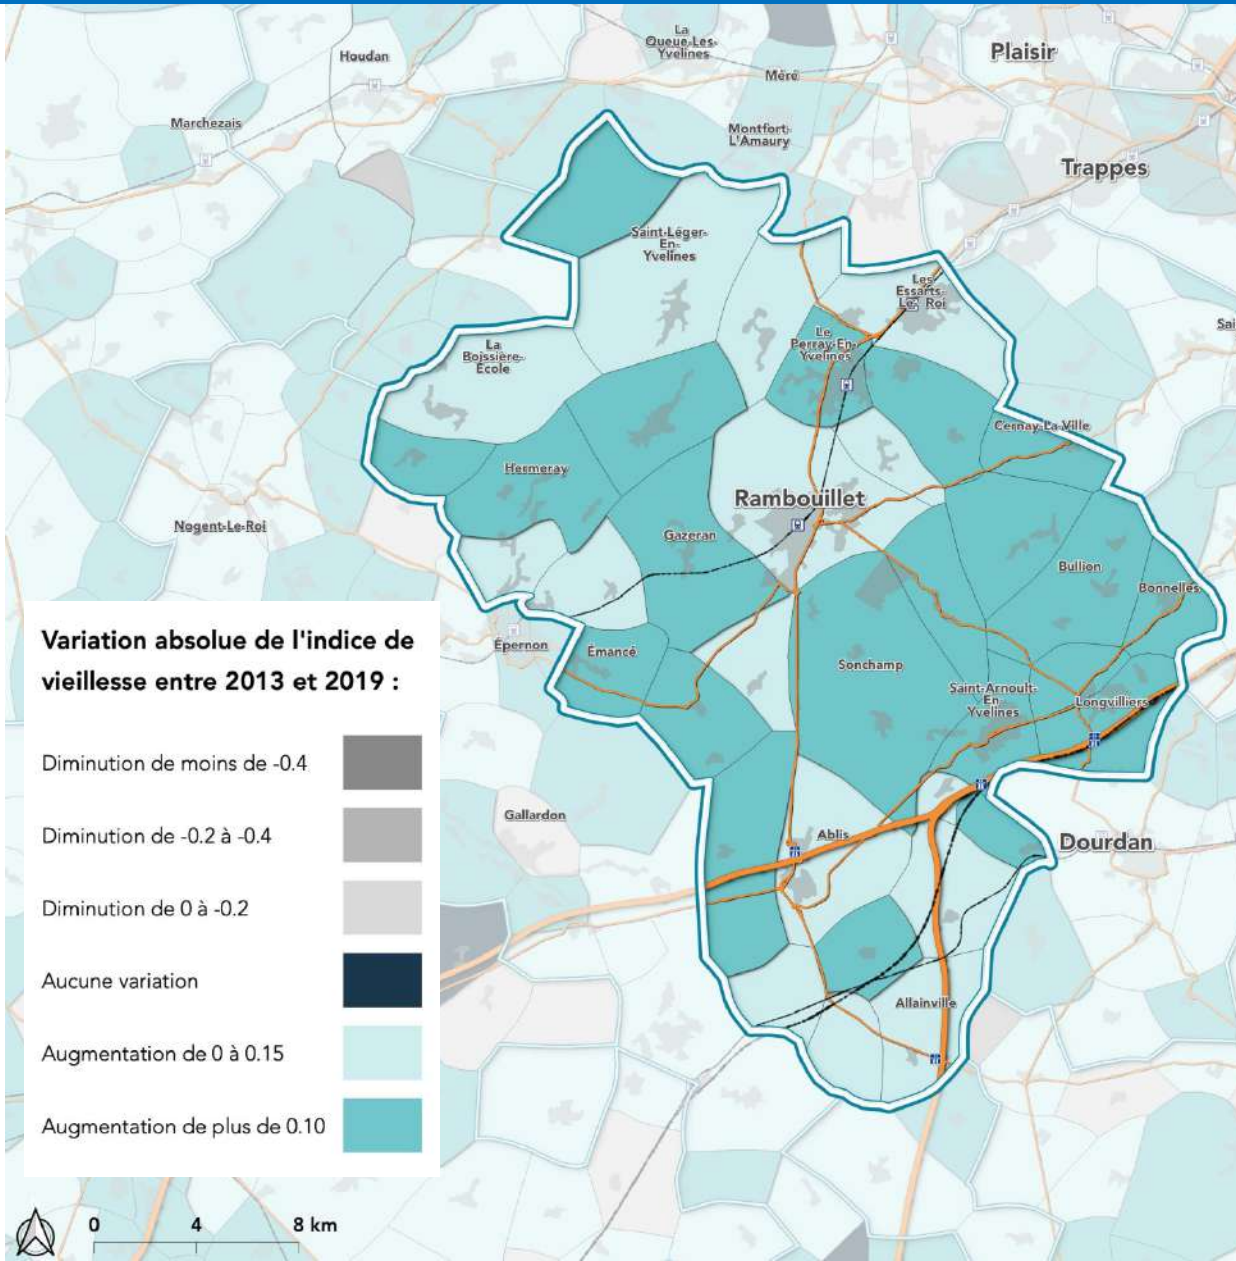 La
Queue-Les-
Yvelines
Plaisir
Houdan
Méré
Marchezais
Montfort-
L'Amaury
Trappes
Saint-Léger-
En-
Yvelines
Les
Essarts-
Le- Roi
Sai
Le
Perray-En-
Yvelines
La
Boissière-
École
Cernay-La-Ville
Hermeray
Rambouillet
Nogent-Le-Roi
Gazeran
Bullion
Bonnelles
Épernon
Émancé
Sonchamp
Saint-Arnoult-
En
Yvelines
Longvilliers
Gallardon
Ablis
Dourdan
Allainville
Variation absolue de l'indice de
vieillesse entre 2013 et 2019 :
Diminution de moins de -0.4
Diminution de -0.2 à -0.4
Diminution de 0 à -0.2
Aucune variation
Augmentation de 0 à 0.15
Augmentation de plus de 0.10
0 4 8 km